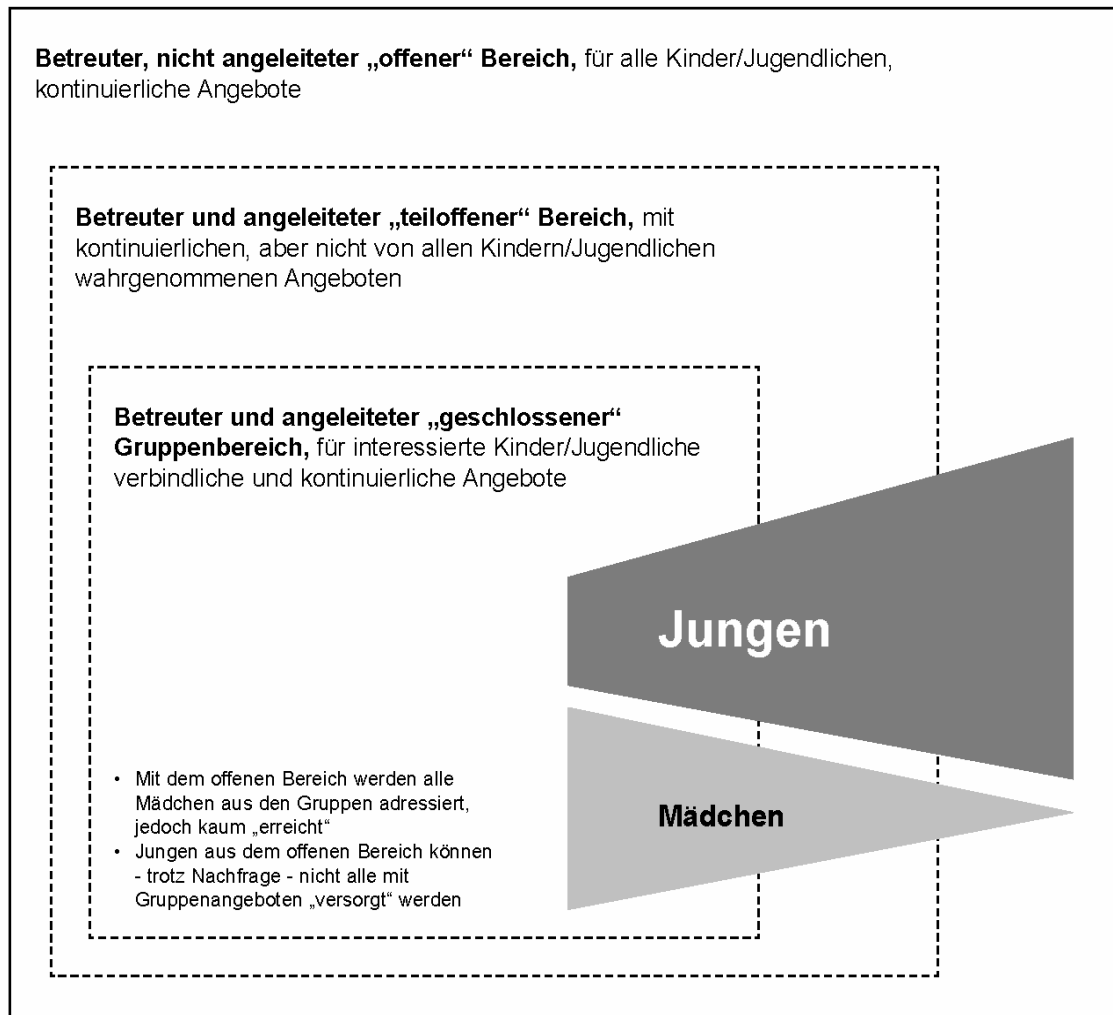 Betreuter, nicht angeleiteter „offener“ Bereich, für alle Kinder/Jugendlichen,
kontinuierliche Angebote
Betreuter und angeleiteter „teiloffener“ Bereich, mit
kontinuierlichen, aber nicht von allen Kindern/Jugendlichen
wahrgenommenen Angeboten
Betreuter und angeleiteter „geschlossener“
Gruppenbereich, für interessierte Kinder/Jugendliche
verbindliche und kontinuierliche Angebote
Jungen
• Mit dem offenen Bereich werden alle
Mädchen aus den Gruppen adressiert,
jedoch kaum „erreicht“
• Jungen aus dem offenen Bereich können
- trotz Nachfrage - nicht alle mit
Gruppenangeboten „versorgt“ werden
Mädchen